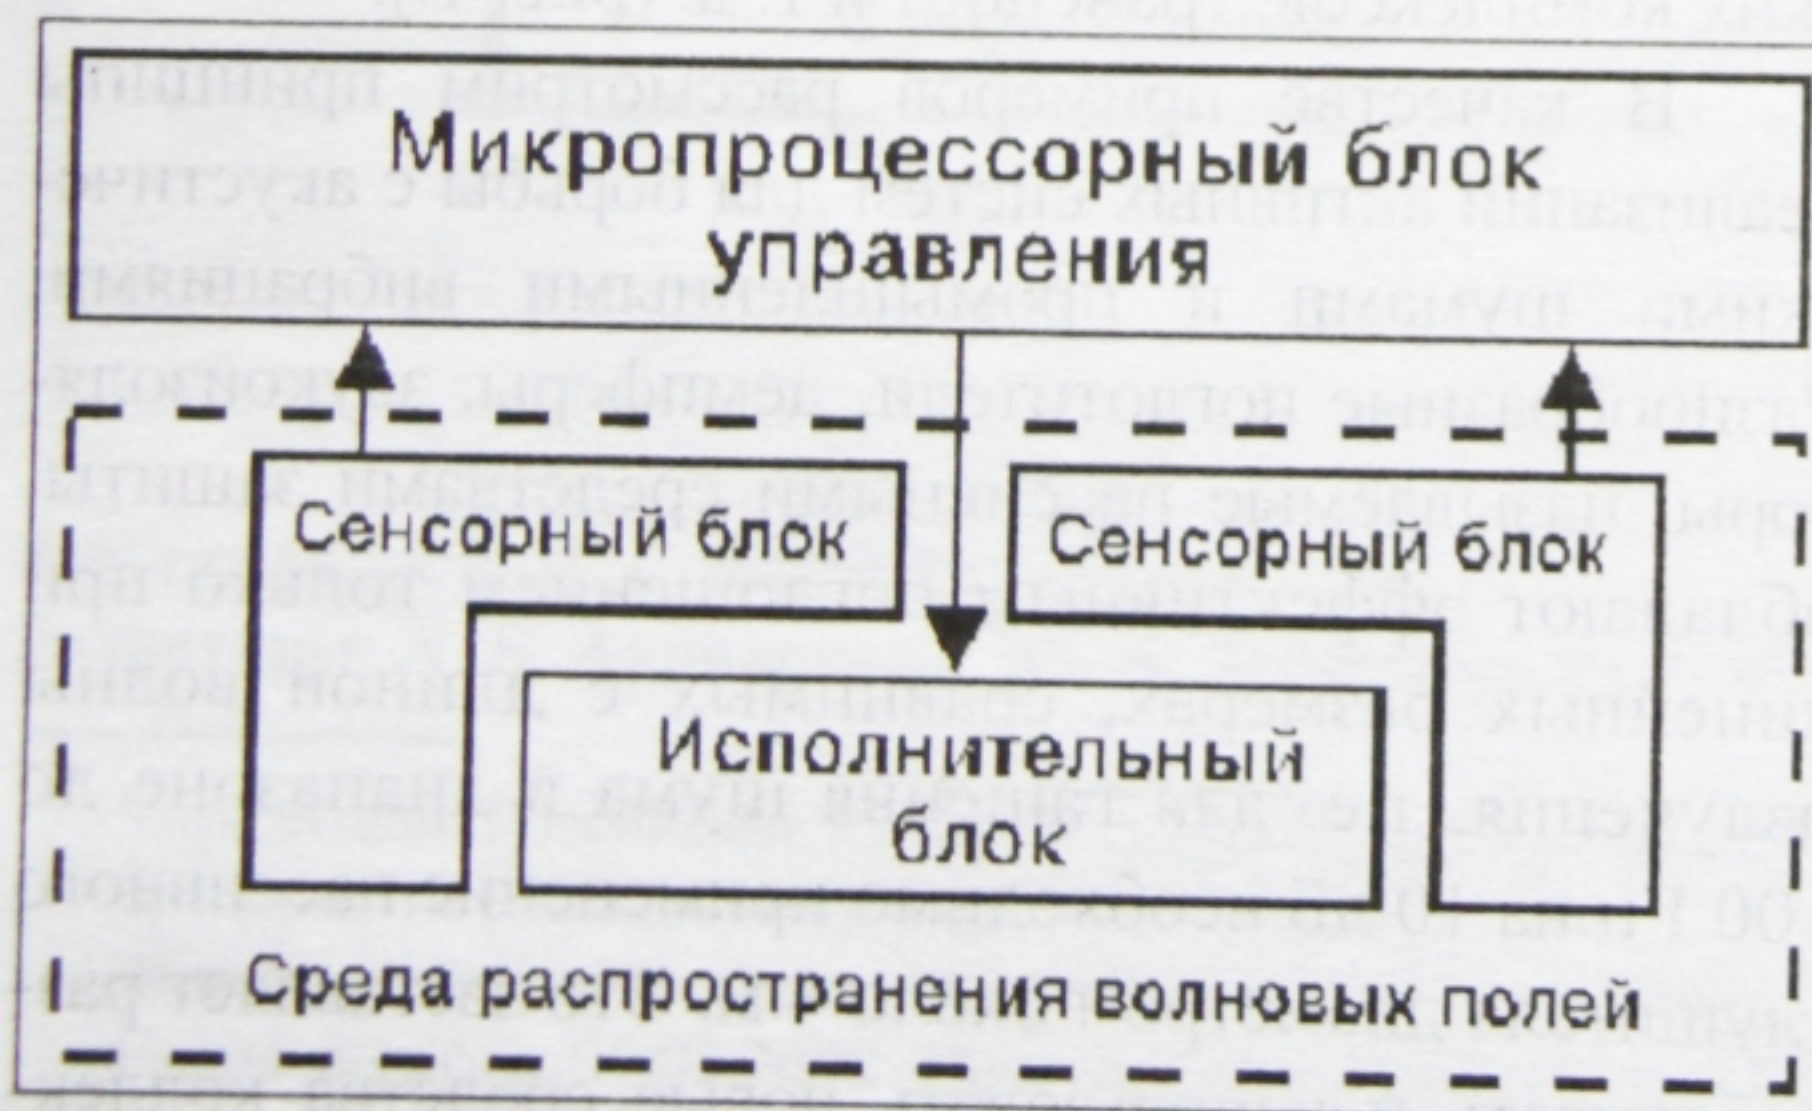 Микропроцессорный блок
управления
Сенсорный блок
Сенсорный блок
Исполнительный
блок
Среда распространения волновых полей